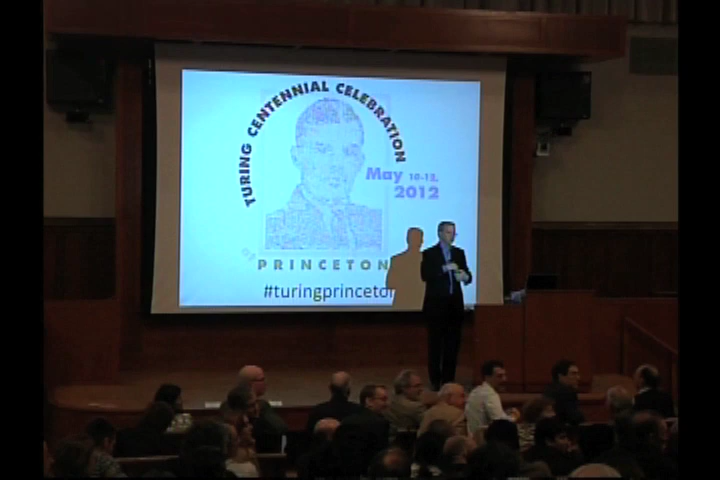 TURING CENTENNIAL CELEBRATION
May 10-12,
2012
@ PRINCETON
#turingprinceton